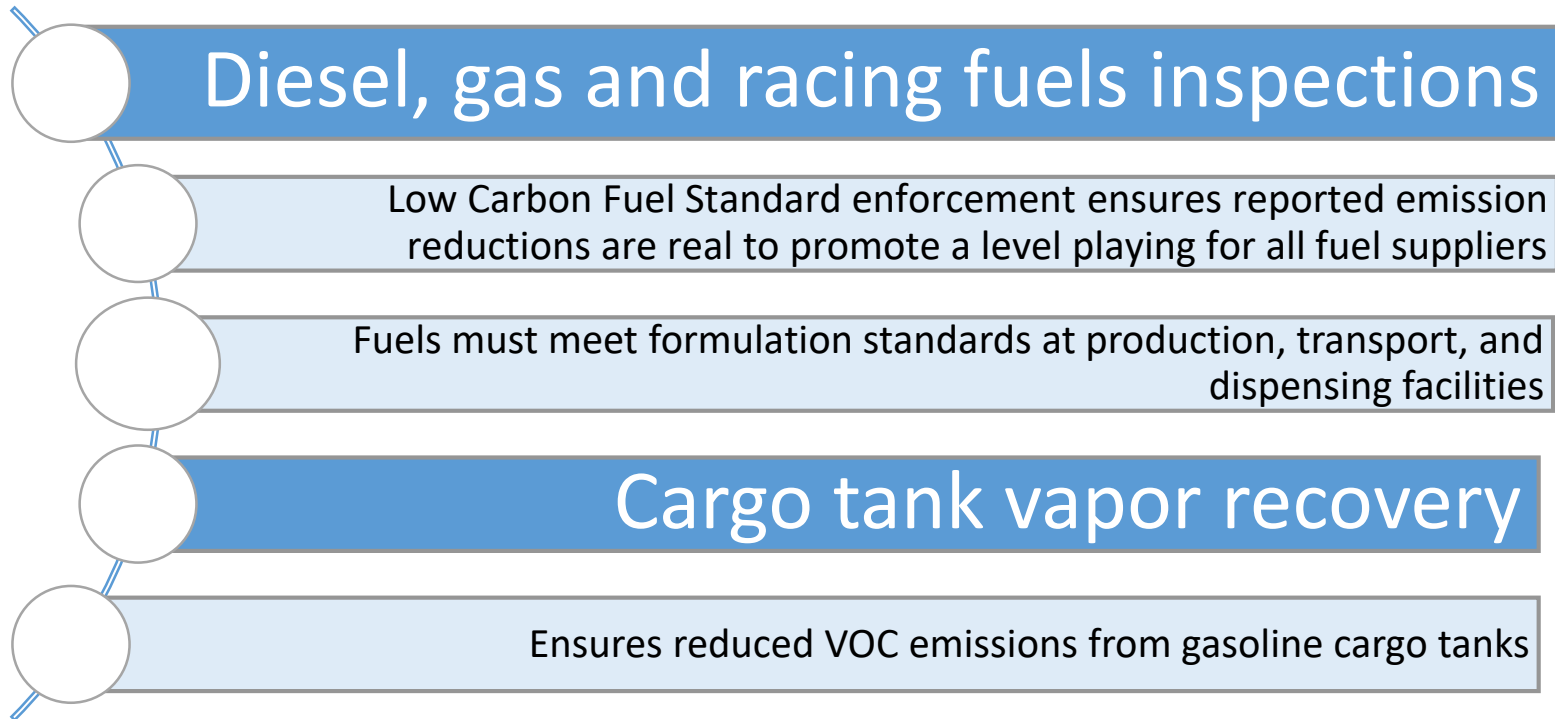 Diesel, gas and racing fuels inspections
Low Carbon Fuel Standard enforcement ensures reported emission
reductions are real to promote a level playing for all fuel suppliers
Fuels must meet formulation standards at production, transport, and
dispensing facilities
Cargo tank vapor recovery
Ensures reduced VOC emissions from gasoline cargo tanks